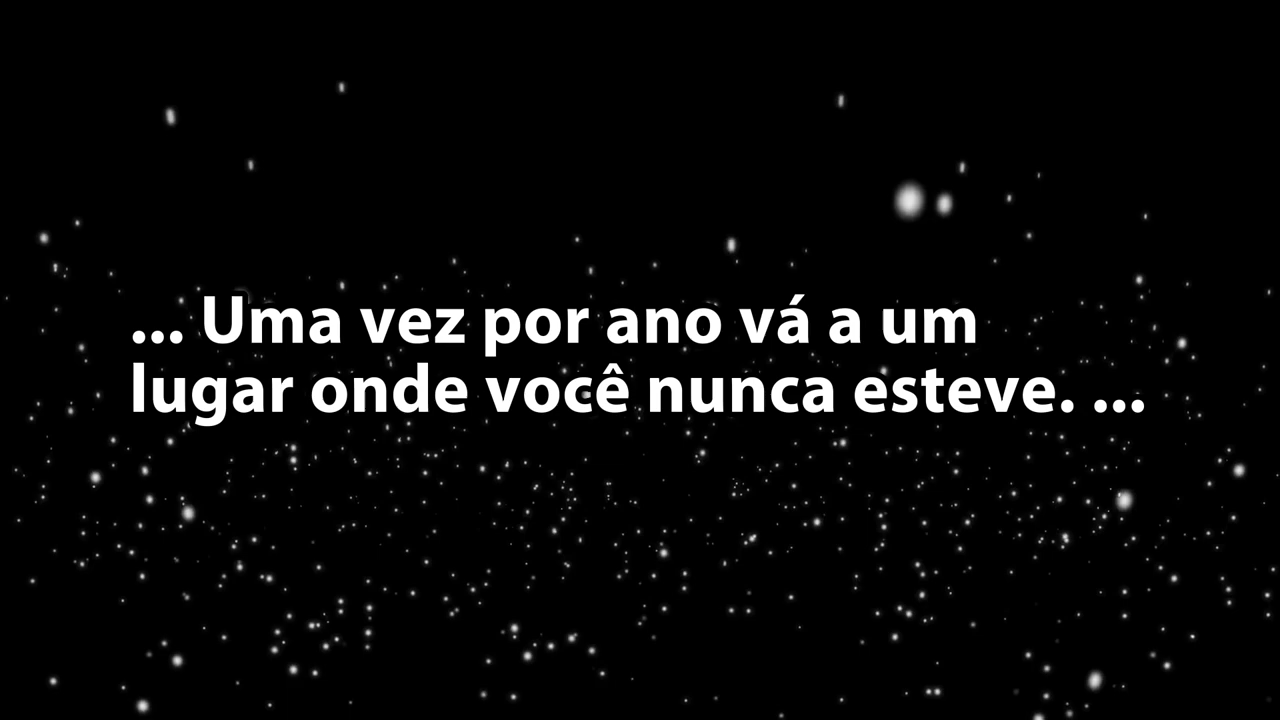 ... Uma vez por ano vá a um
lugar onde você nunca esteve. ...